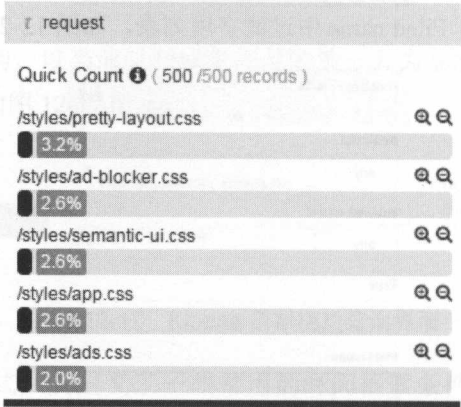 t request
Quick Count ( 500 /500 records )
/styles/pretty-layout.css
3.2%
/styles/ad-blocker.css
2.6%
/styles/semantic-ui.css
2.6%
/styles/app.css
2.6%
/styles/ads.css
2.0%